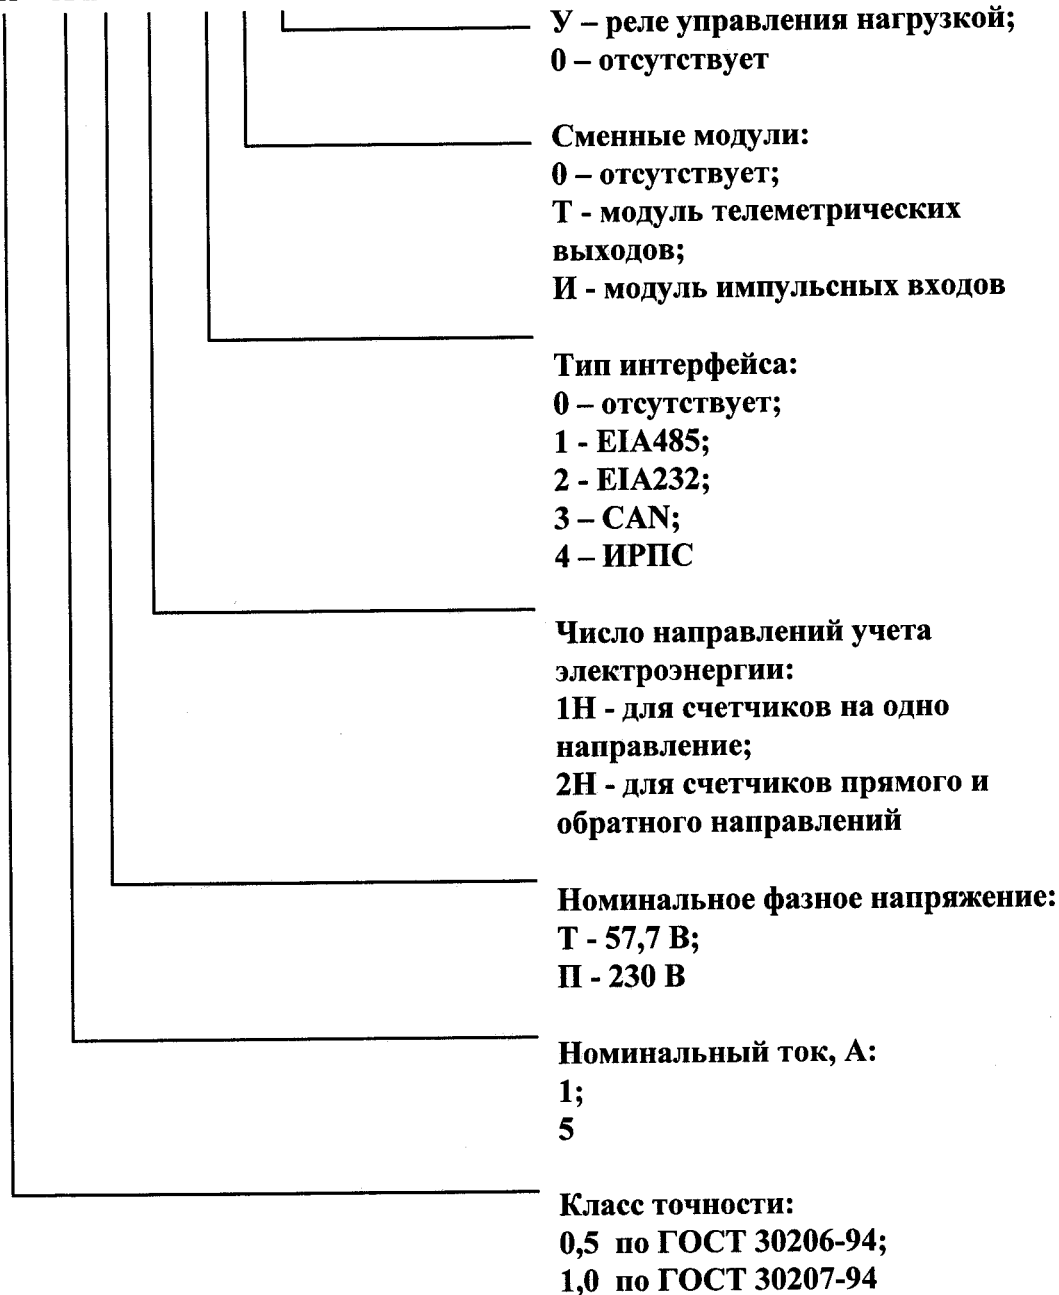 У – реле управления нагрузкой;
0 – отсутствует
Сменные модули:
0 – отсутствует;
Т - модуль телеметрических
выходов;
И - модуль импульсных входов
Тип интерфейса:
0 – отсутствует;
1 - EIA485;
2 - EIA232;
3 – CAN;
4 – ИРПС
Число направлений учета
электроэнергии:
1Н - для счетчиков на одно
направление;
2Н - для счетчиков прямого и
обратного направлений
Номинальное фазное напряжение:
Т - 57,7 В;
П - 230 В
Номинальный ток, А:
1;
5
Класс точности:
0,5 по ГОСТ 30206-94;
1,0 по ГОСТ 30207-94